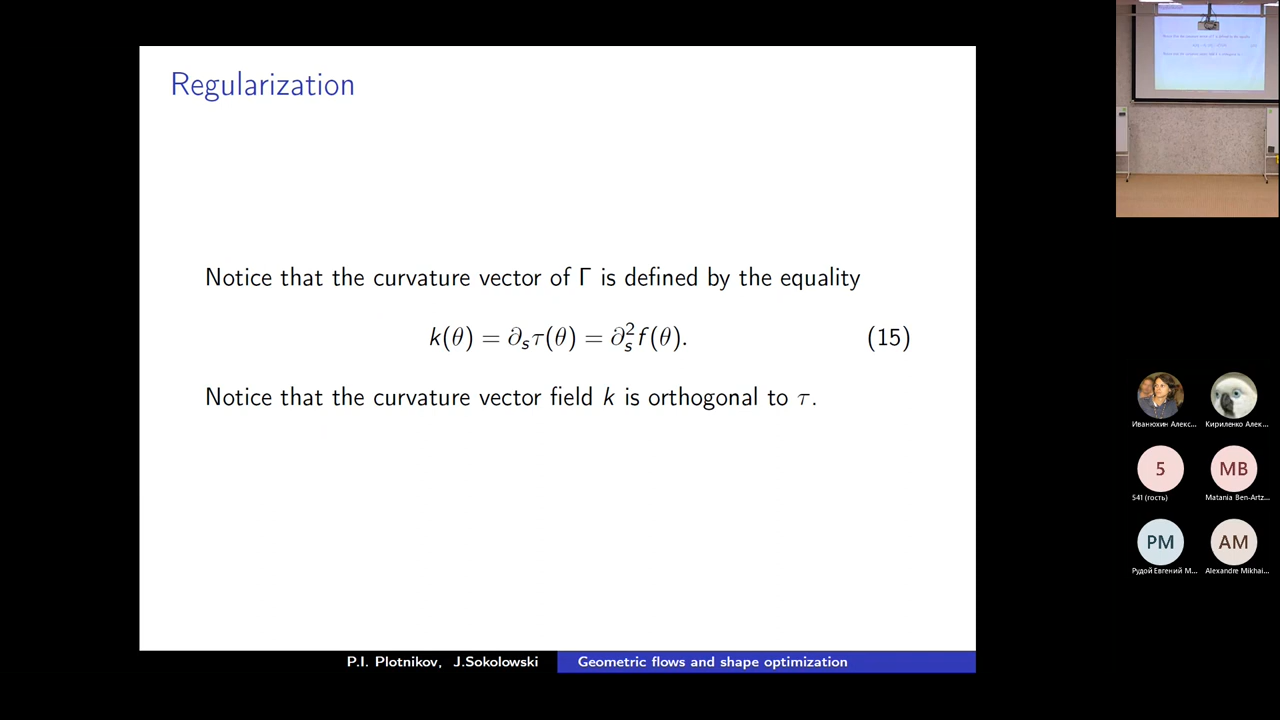 Regularization
Notice that the curvature vector of Γ is defined by the equality
k(θ) = ∂ₛτ(θ) = ∂ₛ²f(θ). (15)
Notice that the curvature vector field k is orthogonal to τ.
P.I. Plotnikov, J.Sokolowski
Geometric flows and shape optimization
Иванюхин Алекс...
Кириленко Алек...
5
MB
541 (гость)
Matania Ben-Artz...
PM
AM
Рудой Евгений М...
Alexandre Mikhai...